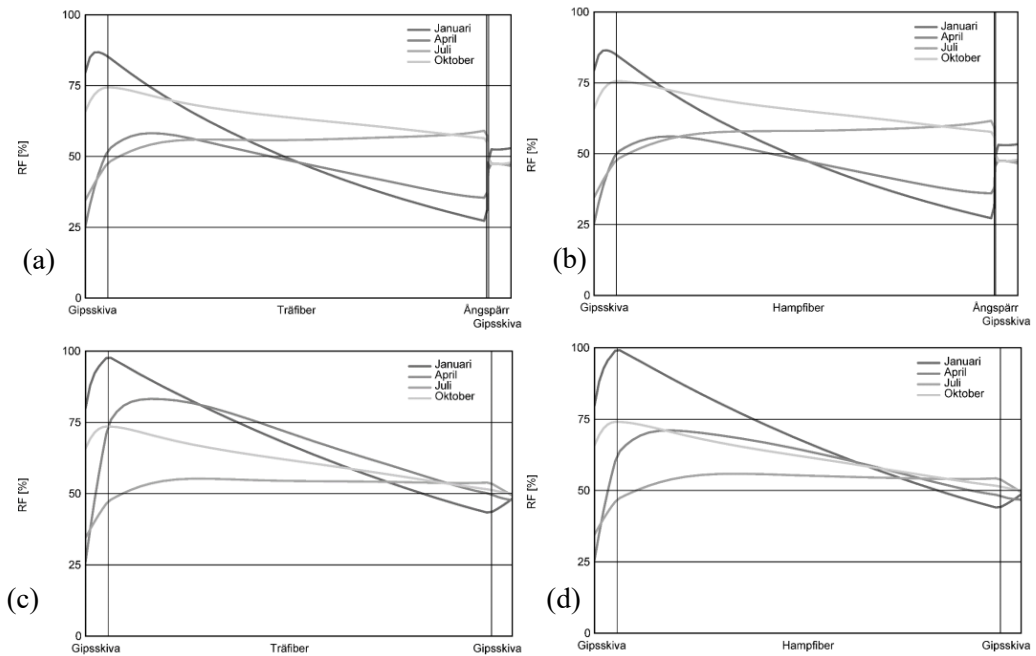 100
Januari
April
Juli
Oktober
75
50
25
0
RF [%]
(a)
Gipsskiva
Träfiber
Ångspärr
Gipsskiva
100
Januari
April
Juli
Oktober
75
50
25
0
RF [%]
(b)
Gipsskiva
Hampfiber
Ångspärr
Gipsskiva
100
Januari
April
Juli
Oktober
75
50
25
0
RF [%]
(c)
Gipsskiva
Träfiber
Gipsskiva
100
Januari
April
Juli
Oktober
75
50
25
0
RF [%]
(d)
Gipsskiva
Hampfiber
Gipsskiva